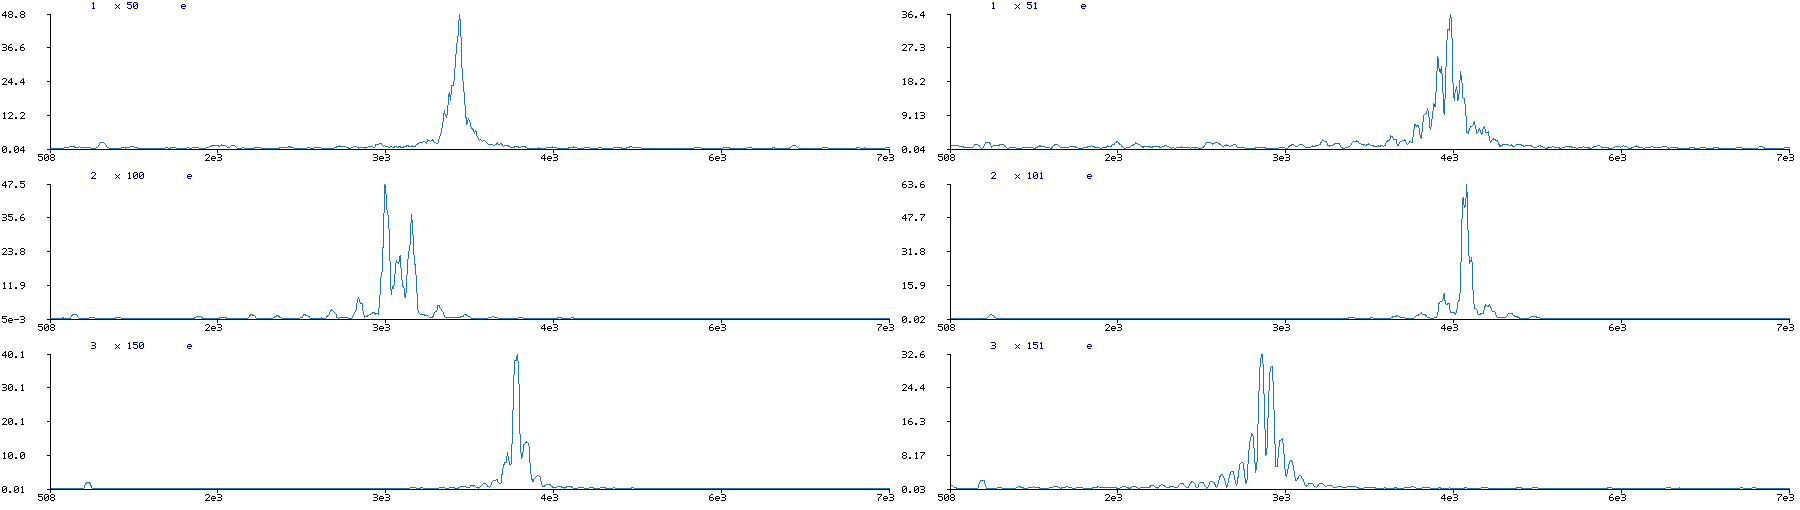 1 x 50 e 1 x 51 e
48.8 36.4
36.6 27.3
24.4 18.2
12.2 9.13
0.04 0.04
508 2e3 3e3 4e3 6e3 7e3 508 2e3 3e3 4e3 6e3 7e3
2 x 100 e 2 x 101 e
47.5 63.6
35.6 47.7
23.8 31.8
11.9 15.9
5e-3 0.02
508 2e3 3e3 4e3 6e3 7e3 508 2e3 3e3 4e3 6e3 7e3
3 x 150 e 3 x 151 e
40.1 32.6
30.1 24.4
20.1 16.3
10.0 8.17
0.01 0.03
508 2e3 3e3 4e3 6e3 7e3 508 2e3 3e3 4e3 6e3 7e3